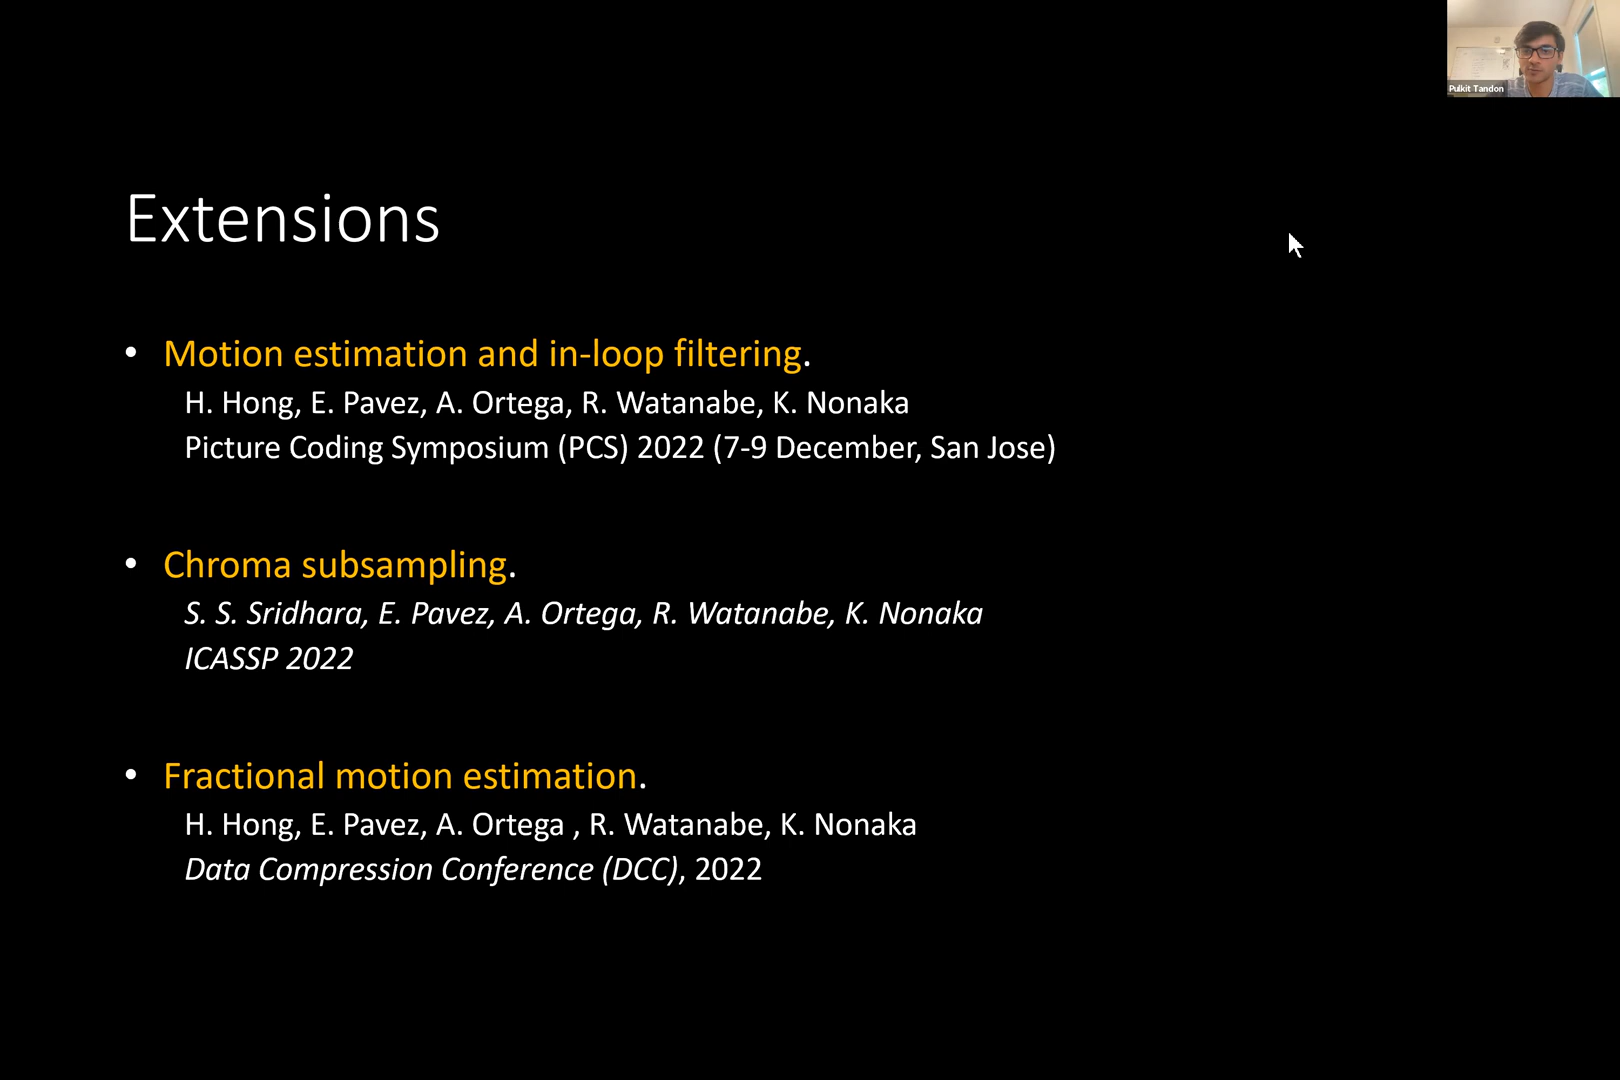 Pulkit Tandon
Extensions
• Motion estimation and in-loop filtering.
H. Hong, E. Pavez, A. Ortega, R. Watanabe, K. Nonaka
Picture Coding Symposium (PCS) 2022 (7-9 December, San Jose)
• Chroma subsampling.
S. S. Sridhara, E. Pavez, A. Ortega, R. Watanabe, K. Nonaka
ICASSP 2022
• Fractional motion estimation.
H. Hong, E. Pavez, A. Ortega , R. Watanabe, K. Nonaka
Data Compression Conference (DCC), 2022